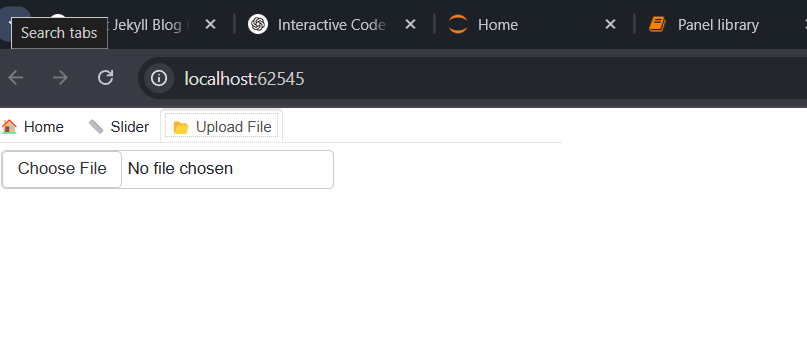 Jekyll Blog
Interactive Code
Home
Panel library
Search tabs
localhost:62545
Home
Slider
Upload File
Choose File
No file chosen